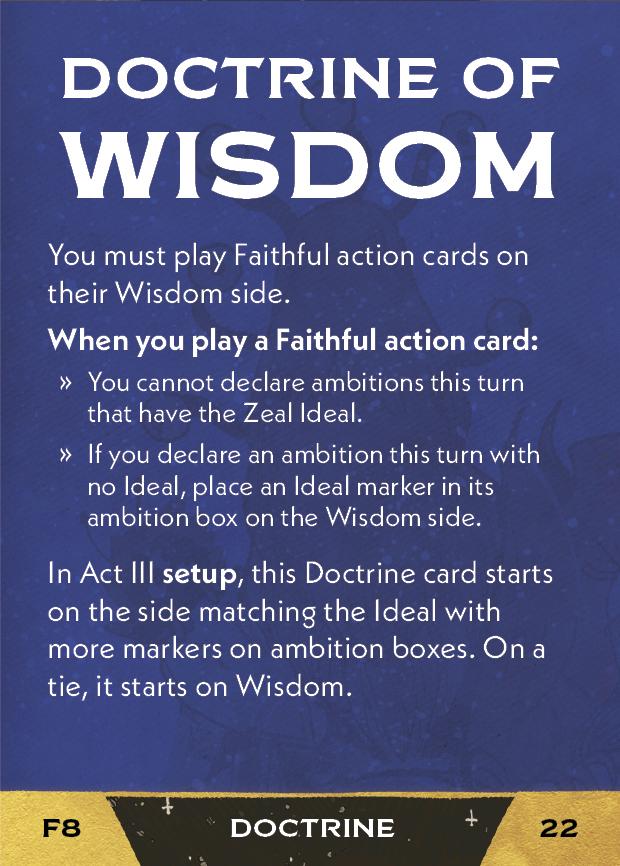 DOCTRINE OF
WISDOM
You must play Faithful action cards on
their Wisdom side.
When you play a Faithful action card:
» You cannot declare ambitions this turn
that have the Zeal Ideal.
» If you declare an ambition this turn with
no Ideal, place an Ideal marker in its
ambition box on the Wisdom side.
In Act III setup, this Doctrine card starts
on the side matching the Ideal with
more markers on ambition boxes. On a
tie, it starts on Wisdom.
F8 DOCTRINE 22